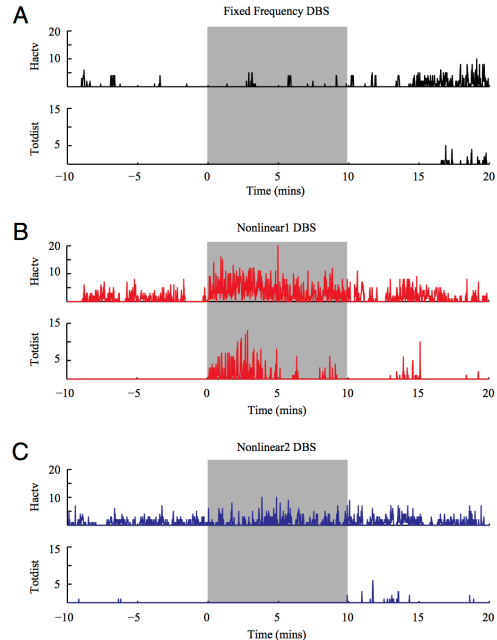 A
Fixed Frequency DBS
Hactv
20
10
Totdist
15
5
−10 −5 0 5 10 15 20
Time (mins)
B
Nonlinear1 DBS
Hactv
20
10
Totdist
15
5
−10 −5 0 5 10 15 20
Time (mins)
C
Nonlinear2 DBS
Hactv
20
10
Totdist
15
5
−10 −5 0 5 10 15 20
Time (mins)